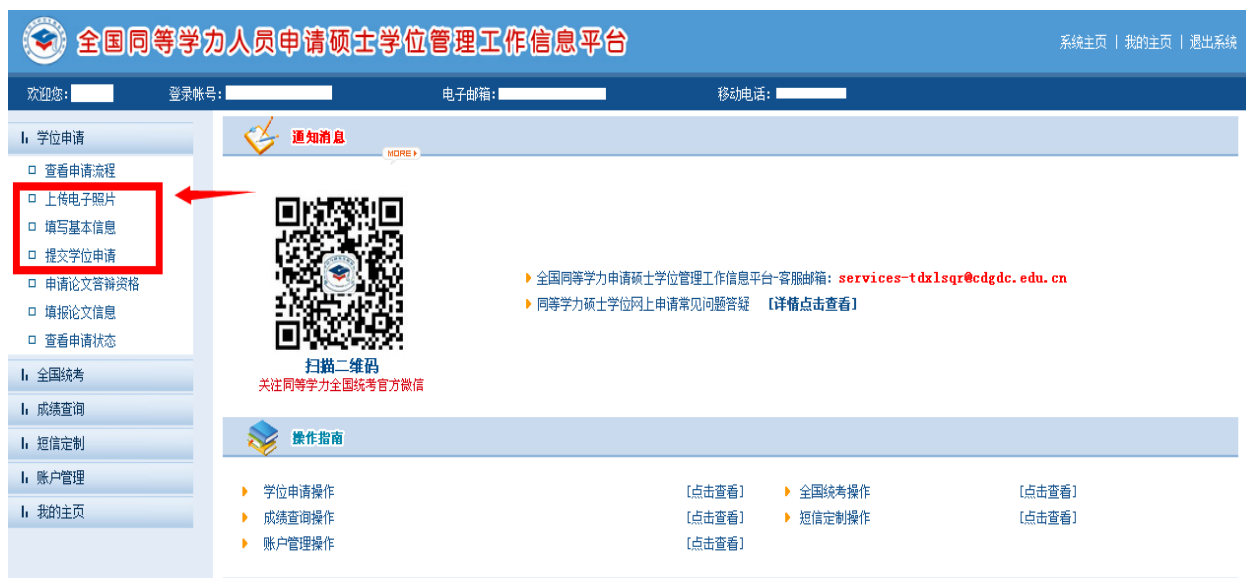 全国同等学力人员申请硕士学位管理工作信息平台
系统主页 | 我的主页 | 退出系统
欢迎您: 登录帐号: 电子邮箱: 移动电话:
学位申请
查看申请流程
上传电子照片
填写基本信息
提交学位申请
申请论文答辩资格
填报论文信息
查看申请状态
全国统考
成绩查询
短信定制
账户管理
我的主页
通知消息
MORE
扫描二维码
关注同等学力全国统考官方微信
全国同等学力申请硕士学位管理工作信息平台-客服邮箱: services-tdxlsqr@cdgdc.edu.cn
同等学力硕士学位网上申请常见问题答疑 [详情点击查看]
操作指南
学位申请操作 [点击查看] 全国统考操作 [点击查看]
成绩查询操作 [点击查看] 短信定制操作 [点击查看]
账户管理操作 [点击查看]